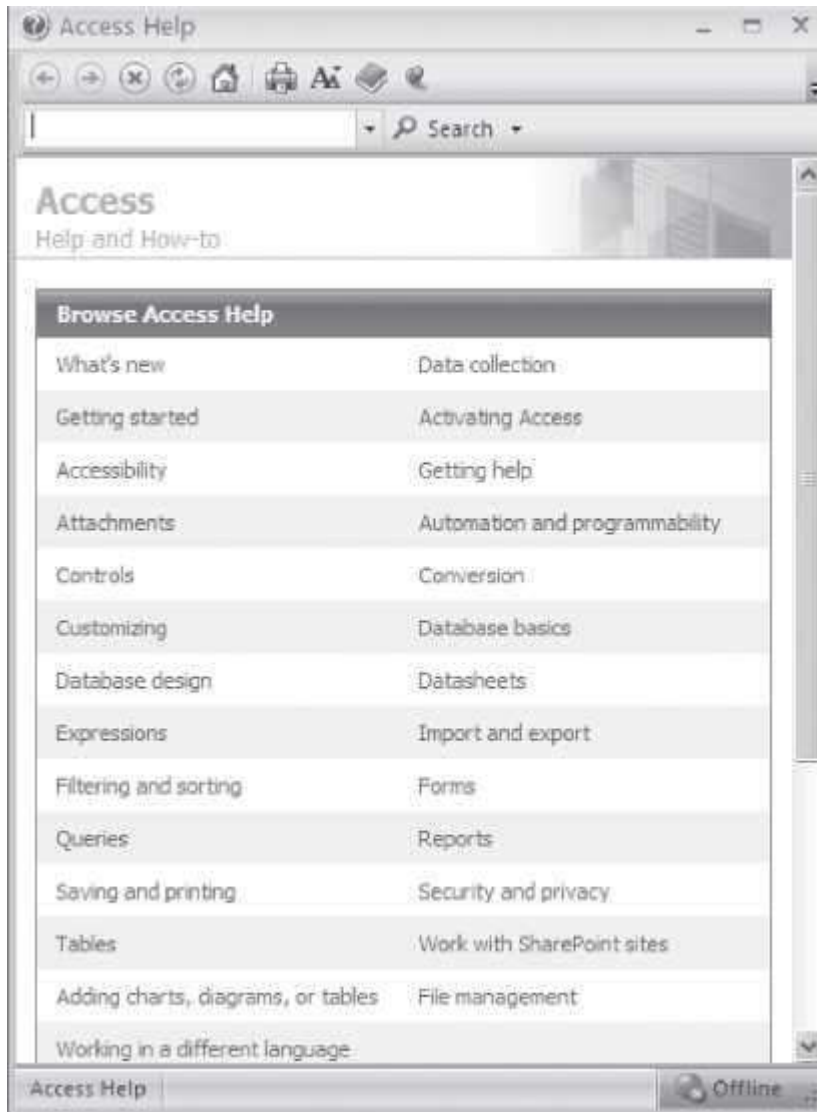 Access Help
Search
Access
Help and How-to
Browse Access Help
What's new Data collection
Getting started Activating Access
Accessibility Getting help
Attachments Automation and programmability
Controls Conversion
Customizing Database basics
Database design Datasheets
Expressions Import and export
Filtering and sorting Forms
Queries Reports
Saving and printing Security and privacy
Tables Work with SharePoint sites
Adding charts, diagrams, or tables File management
Working in a different language
Access Help Offline